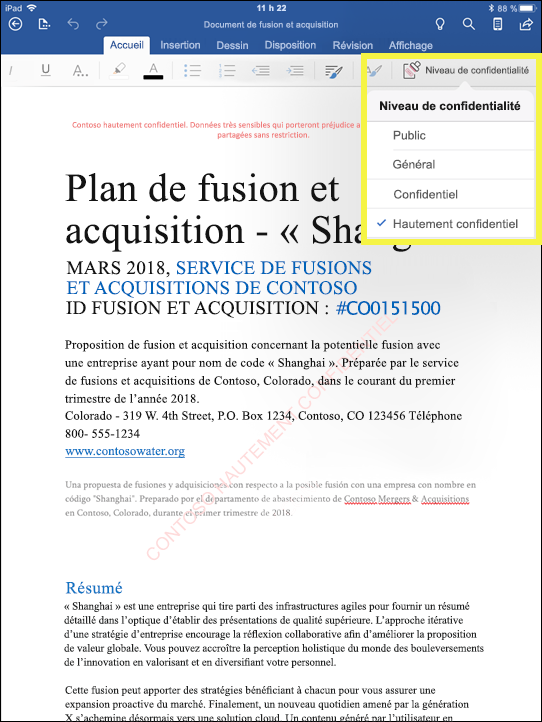 iPad
11 h 22
88 %
Document de fusion et acquisition
Accueil Insertion Dessin Disposition Révision Affichage
I U A... A Niveau de confidentialité
Niveau de confidentialité
Public
Général
Confidentiel
Hautement confidentiel
Contoso hautement confidentiel. Données très sensibles qui porteront préjudice a
partagées sans restriction.
Plan de fusion et
acquisition - « Shang
MARS 2018, SERVICE DE FUSIONS
ET ACQUISITIONS DE CONTOSO
ID FUSION ET ACQUISITION : #CO0151500
Proposition de fusion et acquisition concernant la potentielle fusion avec
une entreprise ayant pour nom de code « Shanghai ». Préparée par le service
de fusions et acquisitions de Contoso, Colorado, dans le courant du premier
trimestre de l’année 2018.
Colorado - 319 W. 4th Street, P.O. Box 1234, Contoso, CO 123456 Téléphone
800- 555-1234
www.contosowater.org
Una propuesta de fusiones y adquisiciones con respecto a la posible fusión con una empresa con nombre en
código "Shanghai". Preparado por el departamento de abastecimiento de Contoso Mergers & Acquisitions
en Contoso, Colorado, durante el primer trimestre de 2018.
CONTOSO HAUTEMENT CONFIDENTIEL
Résumé
« Shanghai » est une entreprise qui tire parti des infrastructures agiles pour fournir un résumé
détaillé dans l’optique d’établir des présentations de qualité supérieure. L’approche itérative
d’une stratégie d’entreprise encourage la réflexion collaborative afin d’améliorer la proposition
de valeur globale. Vous pouvez accroître la perception holistique du monde des bouleversements
de l’innovation en valorisant et en diversifiant votre personnel.
Cette fusion peut apporter des stratégies bénéficiant à chacun pour vous assurer une
expansion proactive du marché. Finalement, un nouveau quotidien amené par la génération
X s’achemine désormais vers une solution cloud. Un contenu généré par l’utilisateur en